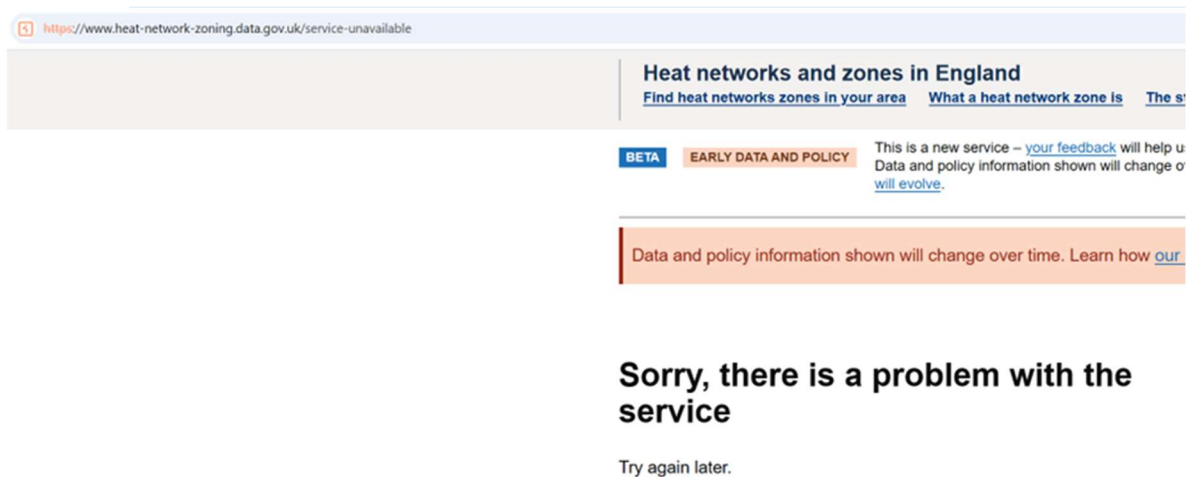 https://www.heat-network-zoning.data.gov.uk/service-unavailable
Heat networks and zones in England
Find heat networks zones in your area What a heat network zone is The s
BETA EARLY DATA AND POLICY This is a new service – your feedback will help u
Data and policy information shown will change o
will evolve.
Data and policy information shown will change over time. Learn how our
Sorry, there is a problem with the
service
Try again later.